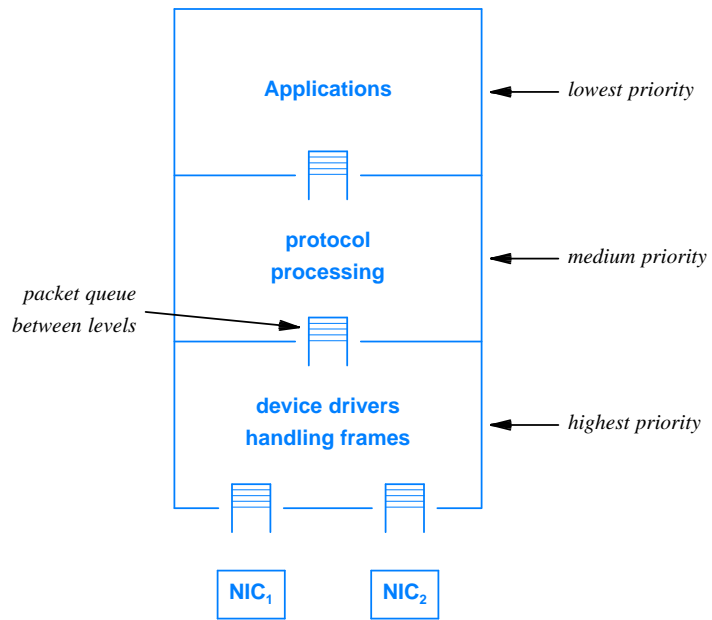 Applications
lowest priority
protocol
processing
medium priority
packet queue
between levels
device drivers
handling frames
highest priority
NIC₁
NIC₂